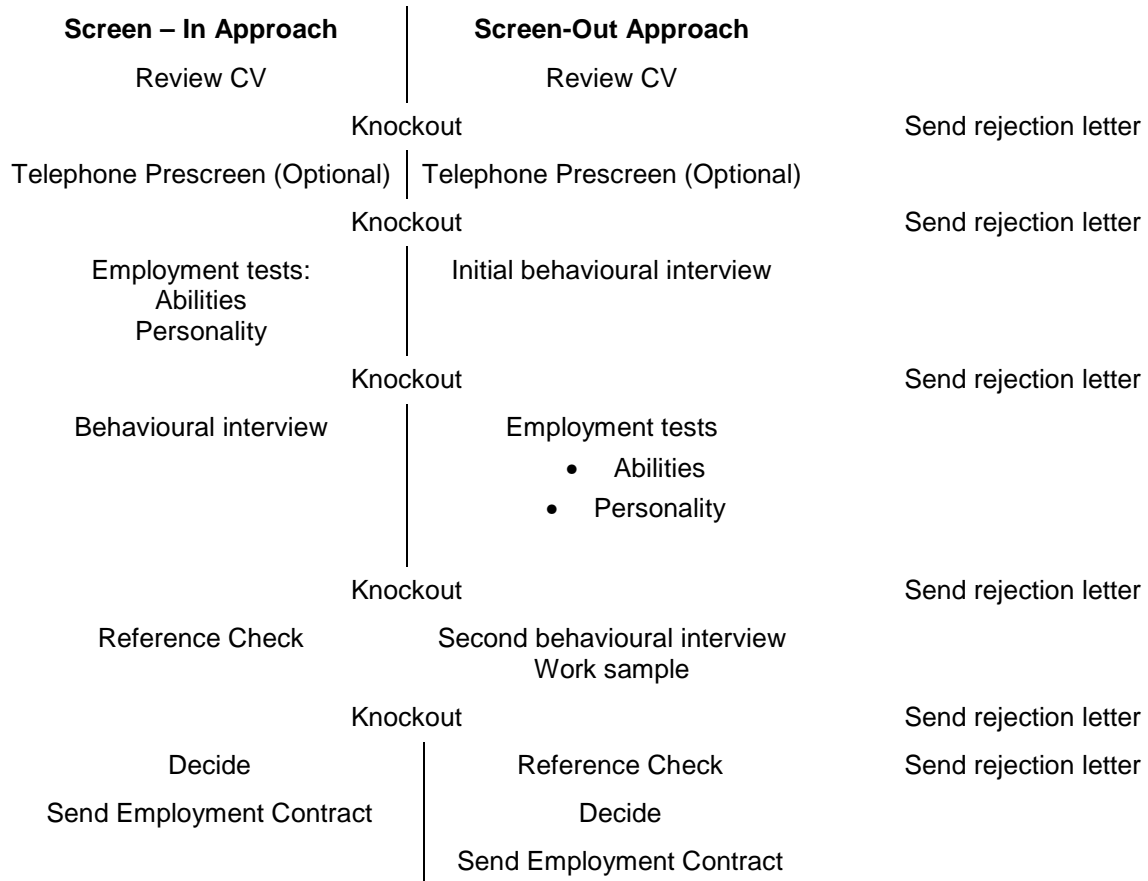 Screen – In Approach Screen-Out Approach
Review CV Review CV
Knockout Send rejection letter
Telephone Prescreen (Optional) Telephone Prescreen (Optional)
Knockout Send rejection letter
Employment tests: Initial behavioural interview
Abilities
Personality
Knockout Send rejection letter
Behavioural interview Employment tests
• Abilities
• Personality
Knockout Send rejection letter
Reference Check Second behavioural interview
Work sample
Knockout Send rejection letter
Decide Reference Check Send rejection letter
Send Employment Contract Decide
Send Employment Contract